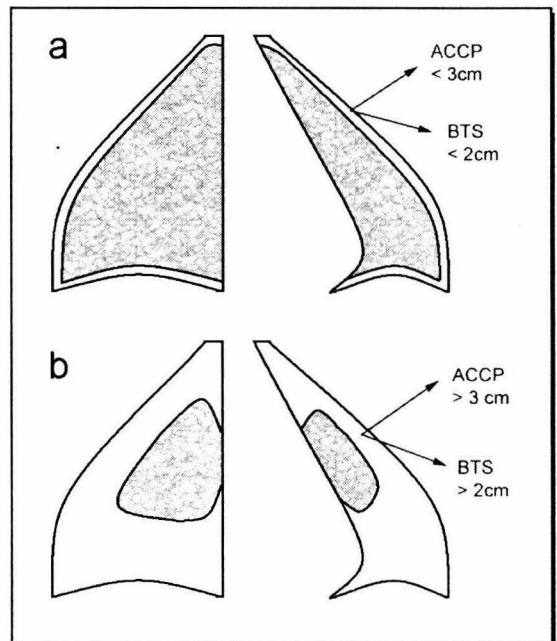 a
ACCP
< 3cm
BTS
< 2cm
b
ACCP
> 3 cm
BTS
> 2cm